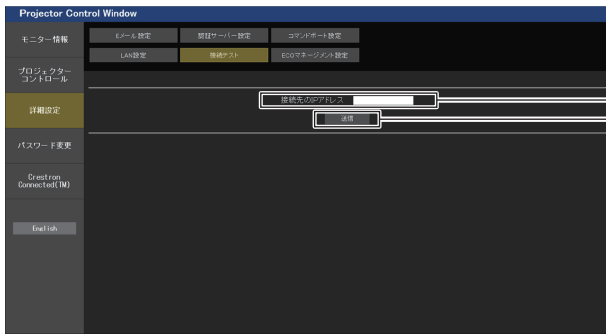 Projector Control Window
モニター情報
プロジェクター
コントロール
詳細設定
パスワード変更
Crestron
Connected(TM)
English
Eメール設定
認証サーバー設定
コマンドポート設定
LAN設定
接続テスト
ECOマネージメント設定
接続先のIPアドレス
送信